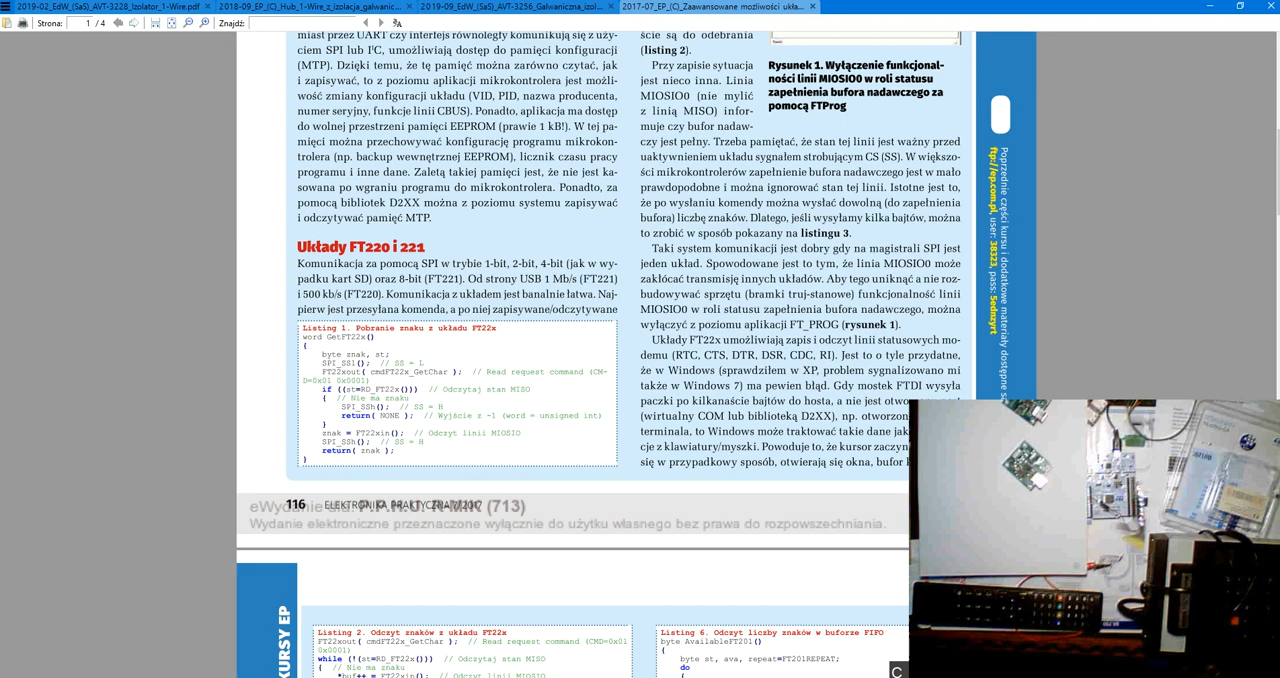 2019-02_EdW_(SaS)_AVT-3228_Izolator_1-Wire.pdf
2018-09_EP_(C)_Hub_1-Wire_z_izolacja_galwanic...
2019-09_EdW_(SaS)_AVT-3256_Galwaniczna_izol...
2017-07_EP_(C)_Zaawansowane możliwości ukła...
Strona: 1 / 4 Znajdź:
miast przez UART czy interfejs równoległy komunikują się z uży-
ciem SPI lub I²C, umożliwiają dostęp do pamięci konfiguracji
(MTP). Dzięki temu, że tę pamięć można zarówno czytać, jak
i zapisywać, to z poziomu aplikacji mikrokontrolera jest możli-
wość zmiany konfiguracji układu (VID, PID, nazwa producenta,
numer seryjny, funkcje linii CBUS). Ponadto, aplikacja ma dostęp
do wolnej przestrzeni pamięci EEPROM (prawie 1 kB!). W tej pa-
mięci można przechowywać konfigurację programu mikrokon-
trolera (np. backup wewnętrznej EEPROM), licznik czasu pracy
programu i inne dane. Zaletą takiej pamięci jest, że nie jest ka-
sowana po wgraniu programu do mikrokontrolera. Ponadto, za
pomocą bibliotek D2XX można z poziomu systemu zapisywać
i odczytywać pamięć MTP.
Układy FT220 i 221
Komunikacja za pomocą SPI w trybie 1-bit, 2-bit, 4-bit (jak w wy-
padku kart SD) oraz 8-bit (FT221). Od strony USB 1 Mb/s (FT221)
i 500 kb/s (FT220). Komunikacja z układem jest banalnie łatwa. Naj-
pierw jest przesyłana komenda, a po niej zapisywane/odczytywane
Listing 1. Pobranie znaku z układu FT22x
word GetFT22x()
{
byte znak, st;
SPI_SSl(); // SS = L
FT22xout( cmdFT22x_GetChar ); // Read request command (CM-
D=0x01 0x0001)
if ((st=RD_FT22x())) // Odczytaj stan MISO
{ // Nie ma znaku
SPI_SSh(); // SS = H
return( NONE ); // Wyjście z -1 (word = unsigned int)
}
znak = FT22xin(); // Odczyt linii MIOSIO
SPI_SSh(); // SS = H
return( znak );
}
ście są do odebrania
(listing 2).
Przy zapisie sytuacja
jest nieco inna. Linia
MIOSIO0 (nie mylić
z linią MISO) infor-
muje czy bufor nadaw-
czy jest pełny. Trzeba pamiętać, że stan tej linii jest ważny przed
uaktywnieniem układu sygnałem strobującym CS (SS). W większo-
ści mikrokontrolerów zapełnienie bufora nadawczego jest w mało
prawdopodobne i można ignorować stan tej linii. Istotne jest to,
że po wysłaniu komendy można wysłać dowolną (do zapełnienia
bufora) liczbę znaków. Dlatego, jeśli wysyłamy kilka bajtów, można
to zrobić w sposób pokazany na listingu 3.
Taki system komunikacji jest dobry gdy na magistrali SPI jest
jeden układ. Spowodowane jest to tym, że linia MIOSIO0 może
zakłócać transmisję innych układów. Aby tego uniknąć a nie roz-
budowywać sprzętu (bramki truj-stanowe) funkcjonalność linii
MIOSIO0 w roli statusu zapełnienia bufora nadawczego, można
wyłączyć z poziomu aplikacji FT_PROG (rysunek 1).
Układy FT22x umożliwiają zapis i odczyt linii statusowych mo-
demu (RTC, CTS, DTR, DSR, CDC, RI). Jest to o tyle przydatne,
że w Windows (sprawdziłem w XP, problem sygnalizowano mi
także w Windows 7) ma pewien błąd. Gdy mostek FTDI wysyła
paczki po kilkanaście bajtów do hosta, a nie jest otwo
(wirtualny COM lub biblioteką D2XX), np. otworzon
terminala, to Windows może traktować takie dane jak
cje z klawiatury/myszki. Powoduje to, że kursor zaczyn
się w przypadkowy sposób, otwierają się okna, bufor
Rysunek 1. Wyłączenie funkcjonal-
ności linii MIOSIO0 w roli statusu
zapełnienia bufora nadawczego za
pomocą FTProg
Poprzednie części kursu i dodatkowe materiały dostępne
ftp://ep.com.pl, user: 38323, pass: 5ednzyrt
116 ELEKTRONIKA PRAKTYCZNA 7/2017
(713)
Wydanie elektroniczne przeznaczone wyłącznie do użytku własnego bez prawa do rozpowszechniania.
KURSY EP
Listing 2. Odczyt znaków z układu FT22x
FT22xout( cmdFT22x_GetChar ); // Read request command (CMD=0x01
0x0001)
while (!(st=RD_FT22x())) // Odczytaj stan MISO
{ // Nie ma znaku
*buf++ = FT22xin(); // Odczyt linii MIOSIO
Listing 6. Odczyt liczby znaków w buforze FIFO
byte AvailableFT201()
{
byte st, ava, repeat=FT201REPEAT;
do
{
C